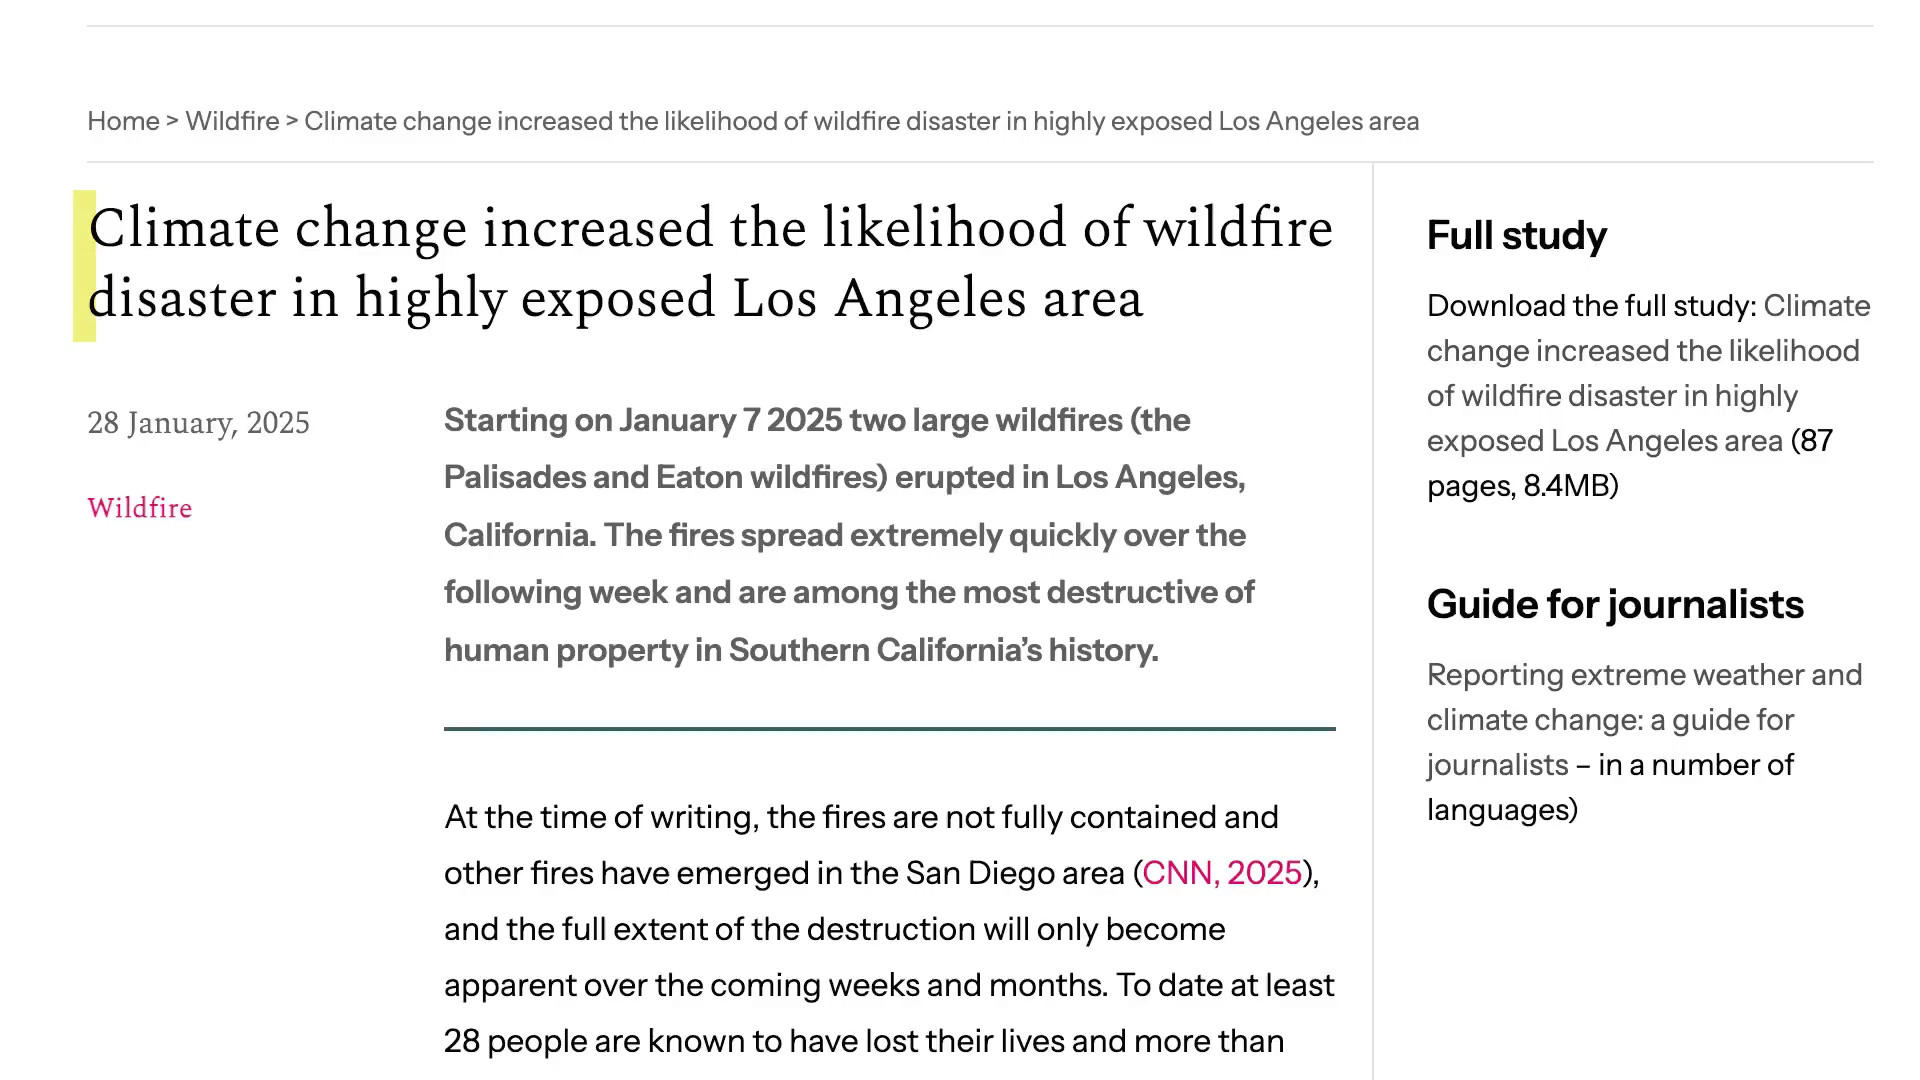 Home > Wildfire > Climate change increased the likelihood of wildfire disaster in highly exposed Los Angeles area
Climate change increased the likelihood of wildfire
disaster in highly exposed Los Angeles area
28 January, 2025
Wildfire
Starting on January 7 2025 two large wildfires (the
Palisades and Eaton wildfires) erupted in Los Angeles,
California. The fires spread extremely quickly over the
following week and are among the most destructive of
human property in Southern California’s history.
At the time of writing, the fires are not fully contained and
other fires have emerged in the San Diego area (CNN, 2025),
and the full extent of the destruction will only become
apparent over the coming weeks and months. To date at least
28 people are known to have lost their lives and more than
Full study
Download the full study: Climate
change increased the likelihood
of wildfire disaster in highly
exposed Los Angeles area (87
pages, 8.4MB)
Guide for journalists
Reporting extreme weather and
climate change: a guide for
journalists – in a number of
languages)